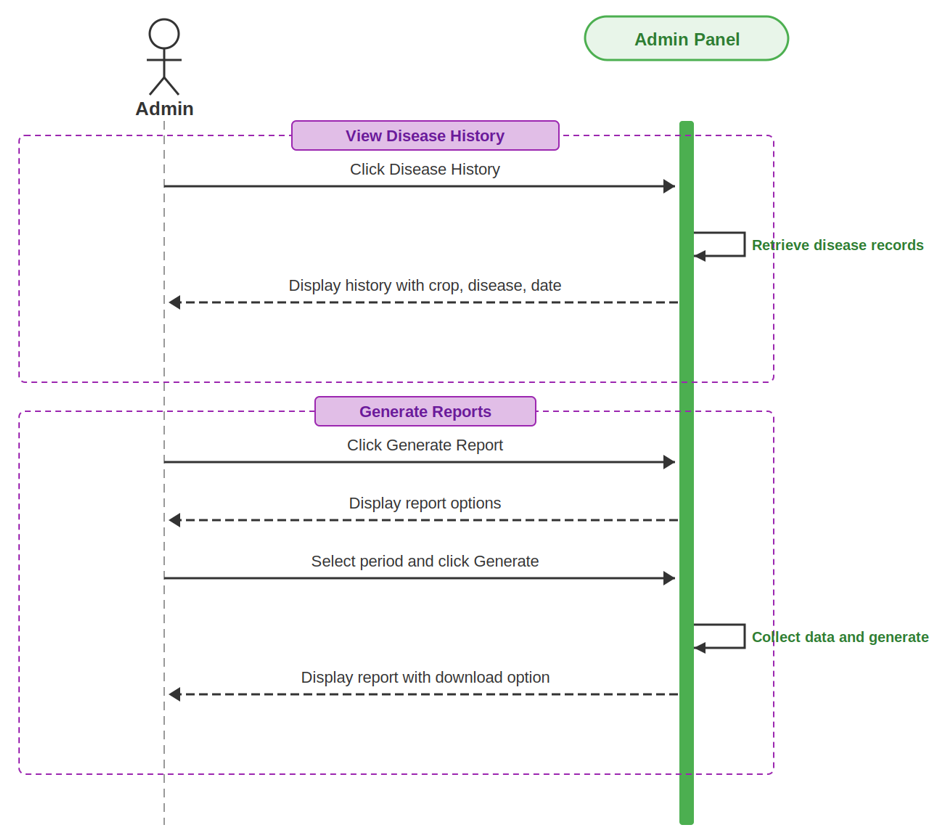 Admin Panel
Admin
View Disease History
Click Disease History
Retrieve disease records
Display history with crop, disease, date
Generate Reports
Click Generate Report
Display report options
Select period and click Generate
Collect data and generate
Display report with download option